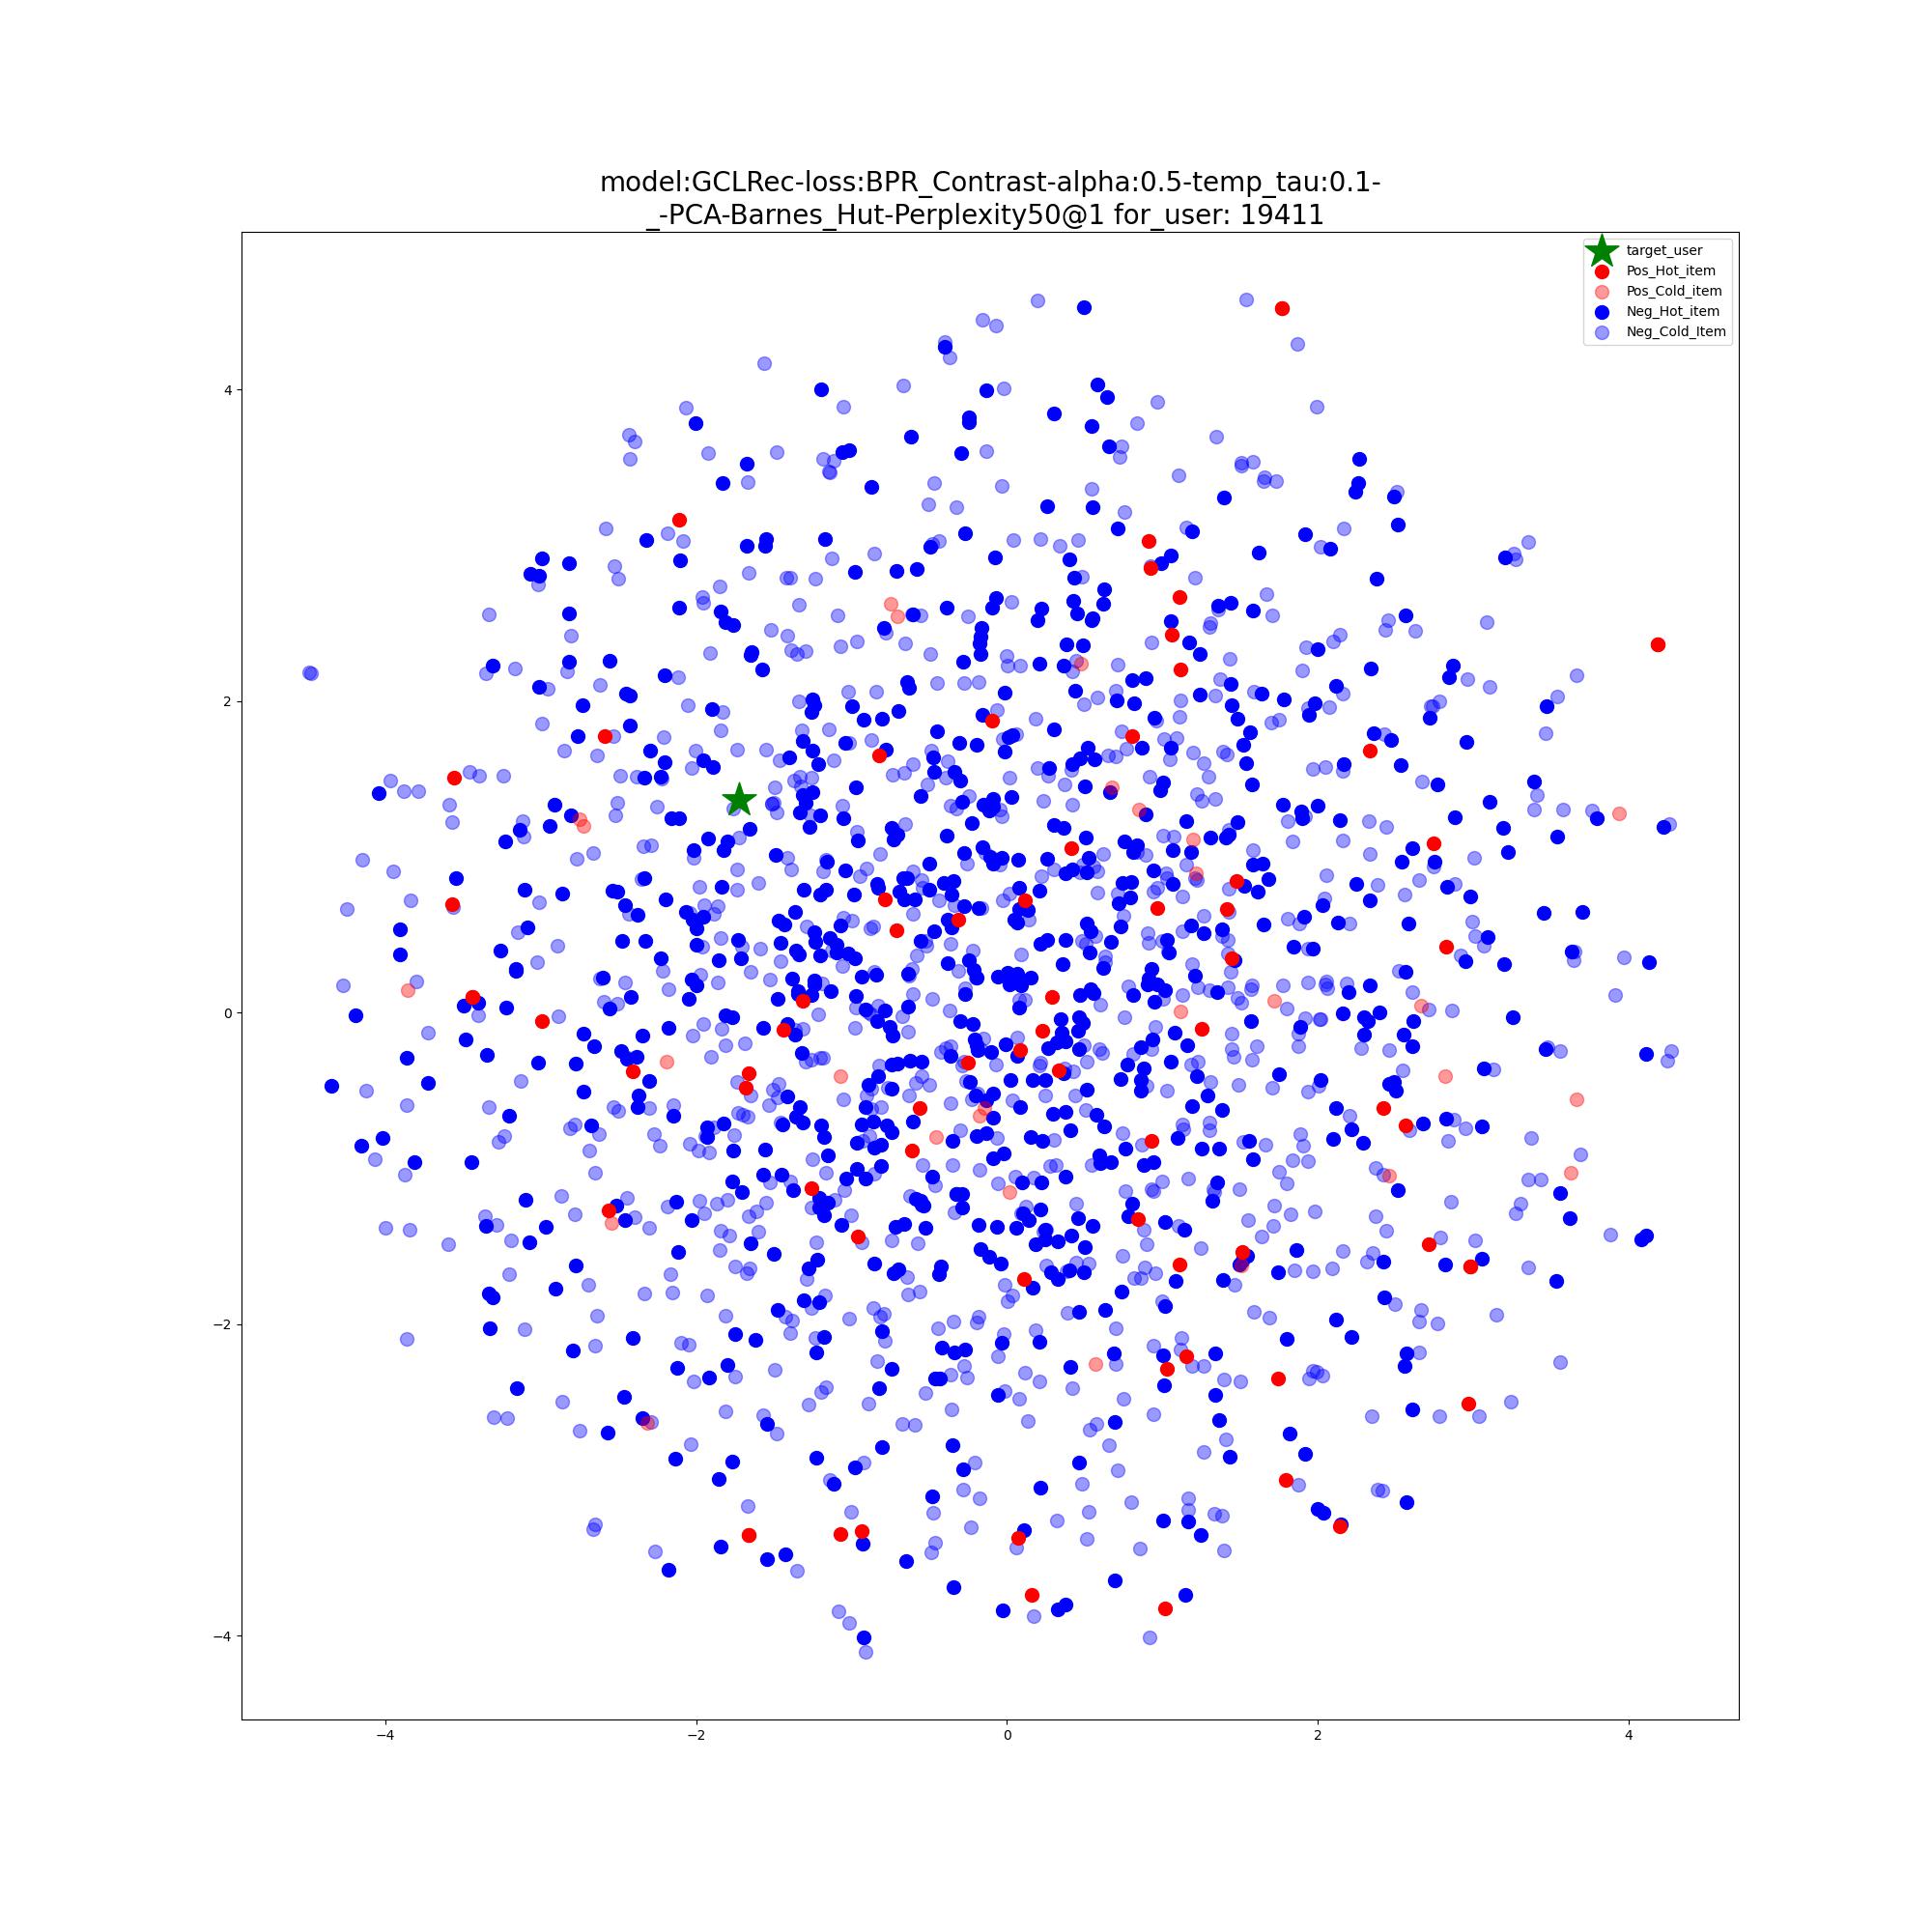 model:GCLRec-loss:BPR_Contrast-alpha:0.5-temp_tau:0.1-
_-PCA-Barnes_Hut-Perplexity50@1 for_user: 19411
target_user
Pos_Hot_item
Pos_Cold_item
Neg_Hot_item
Neg_Cold_Item
4
2
0
−2
−4
−4 −2 0 2 4